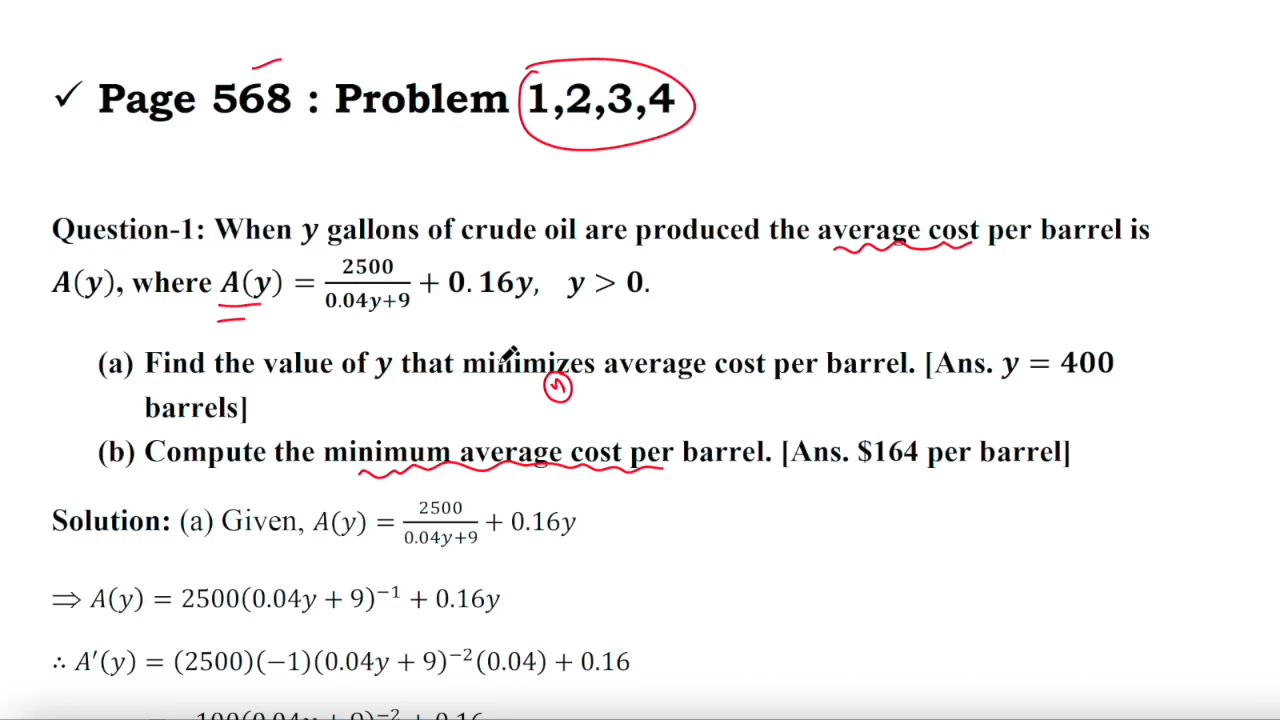 ✓ Page 568 : Problem 1,2,3,4
Question-1: When y gallons of crude oil are produced the average cost per barrel is
A(y), where A(y) = 2500/(0.04y+9) + 0.16y, y > 0.
(a) Find the value of y that minimizes average cost per barrel. [Ans. y = 400
barrels]
(b) Compute the minimum average cost per barrel. [Ans. $164 per barrel]
Solution: (a) Given, A(y) = 2500/(0.04y+9) + 0.16y
⟹ A(y) = 2500(0.04y + 9)⁻¹ + 0.16y
∴ A′(y) = (2500)(−1)(0.04y + 9)⁻²(0.04) + 0.16